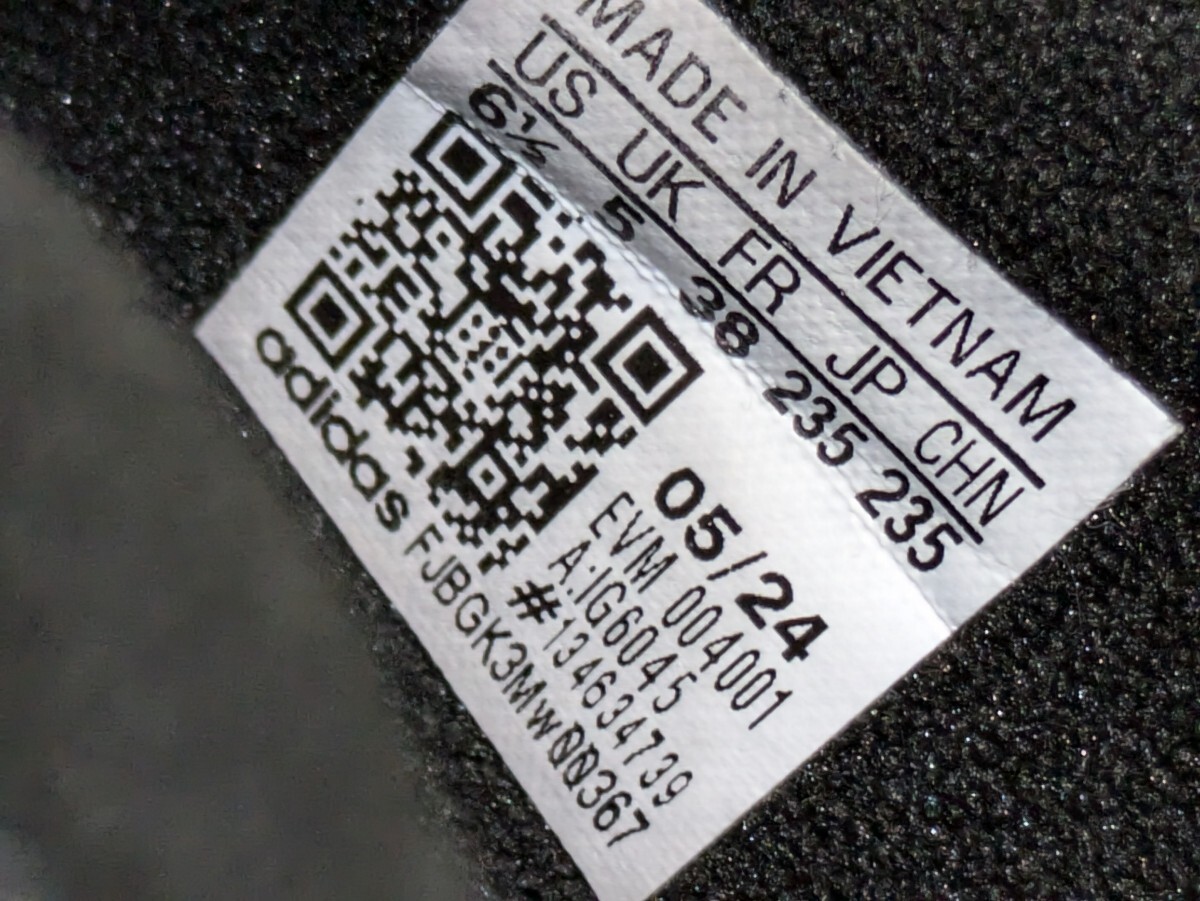 MADE IN VIETNAM
US UK FR JP CHN
6½ 5 38 235 235
05/24
EVM 004001
A:IG6045
#134634739
adidas FJBGK3Mw00367